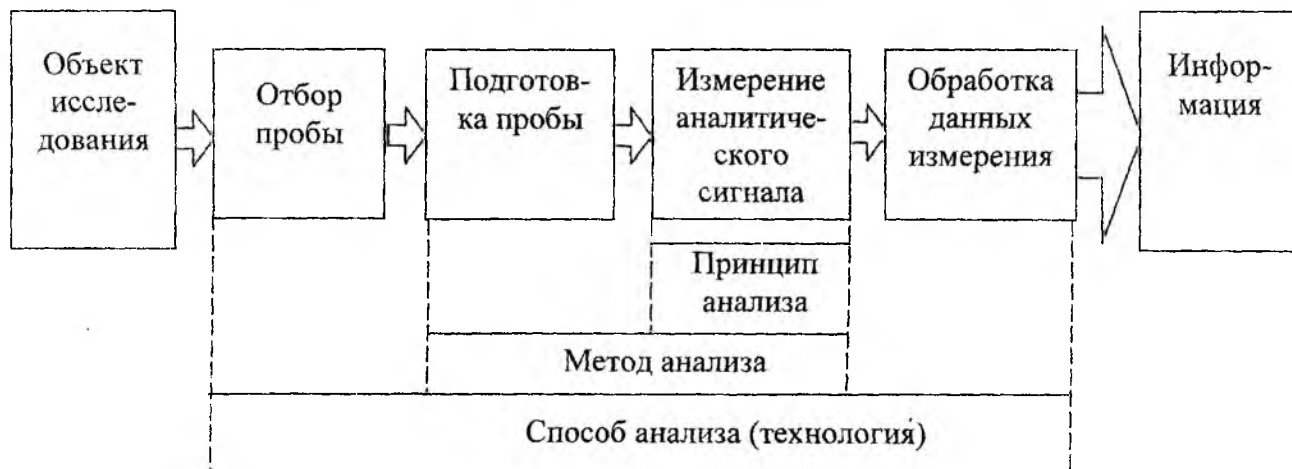 Объект
иссле-
дования
Отбор
пробы
Подготов-
ка пробы
Измерение
аналитиче-
ского
сигнала
Обработка
данных
измерения
Инфор-
мация
Принцип
анализа
Метод анализа
Способ анализа (технология)